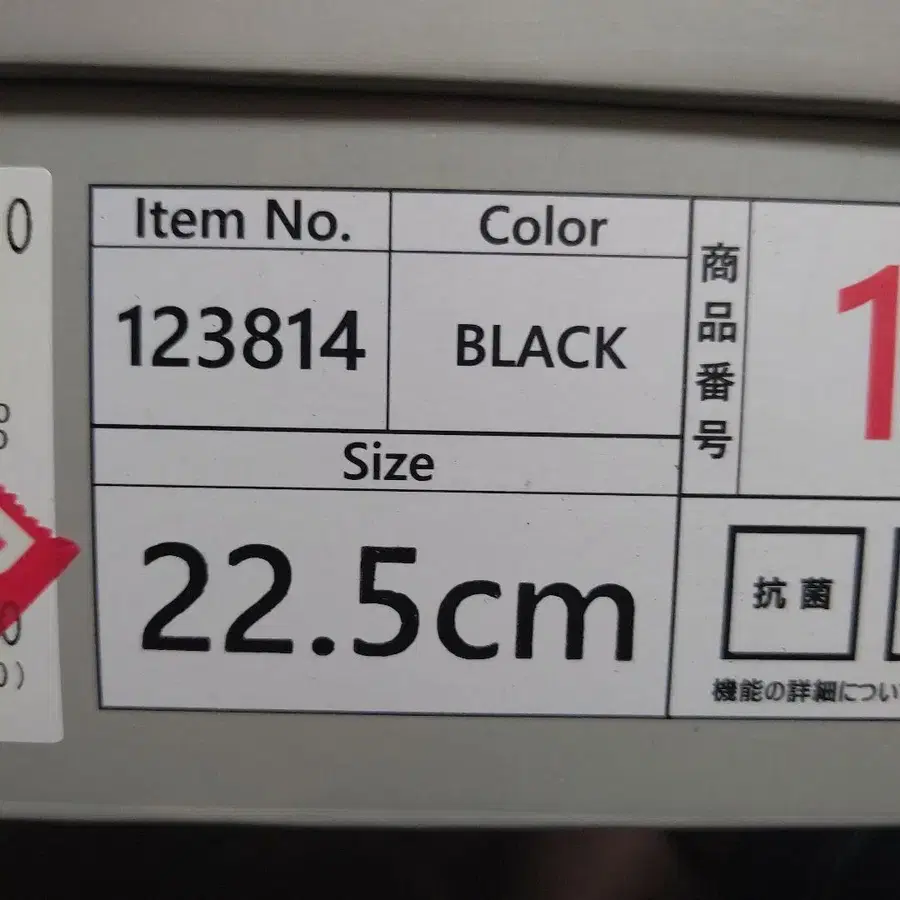 Item No.
Color
123814
BLACK
Size
22.5cm
商品番号
1
抗菌
機能の詳細につい
0